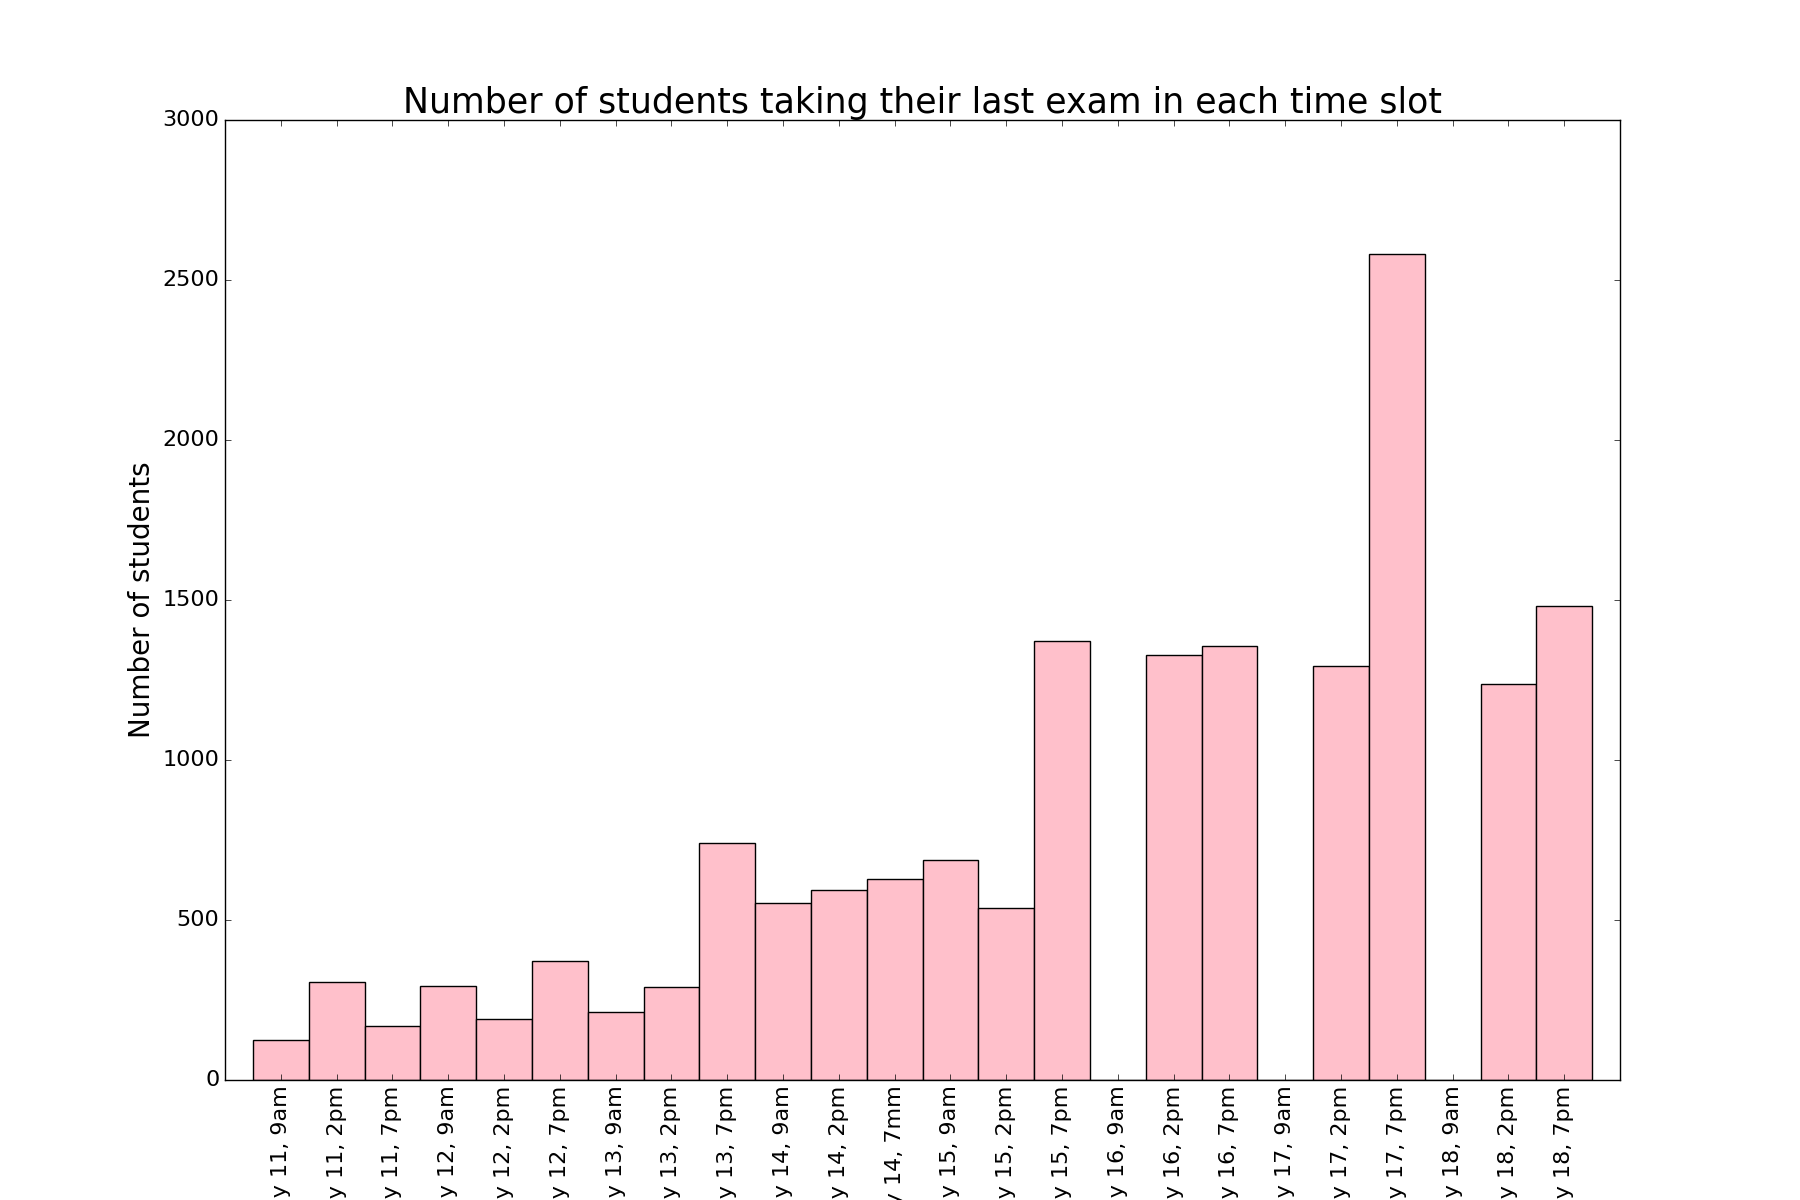 Number of students taking their last exam in each time slot
Number of students
3000
2500
2000
1500
1000
500
0
y 11, 9am
y 11, 2pm
y 11, 7pm
y 12, 9am
y 12, 2pm
y 12, 7pm
y 13, 9am
y 13, 2pm
y 13, 7pm
y 14, 9am
y 14, 2pm
y 14, 7mm
y 15, 9am
y 15, 2pm
y 15, 7pm
y 16, 9am
y 16, 2pm
y 16, 7pm
y 17, 9am
y 17, 2pm
y 17, 7pm
y 18, 9am
y 18, 2pm
y 18, 7pm